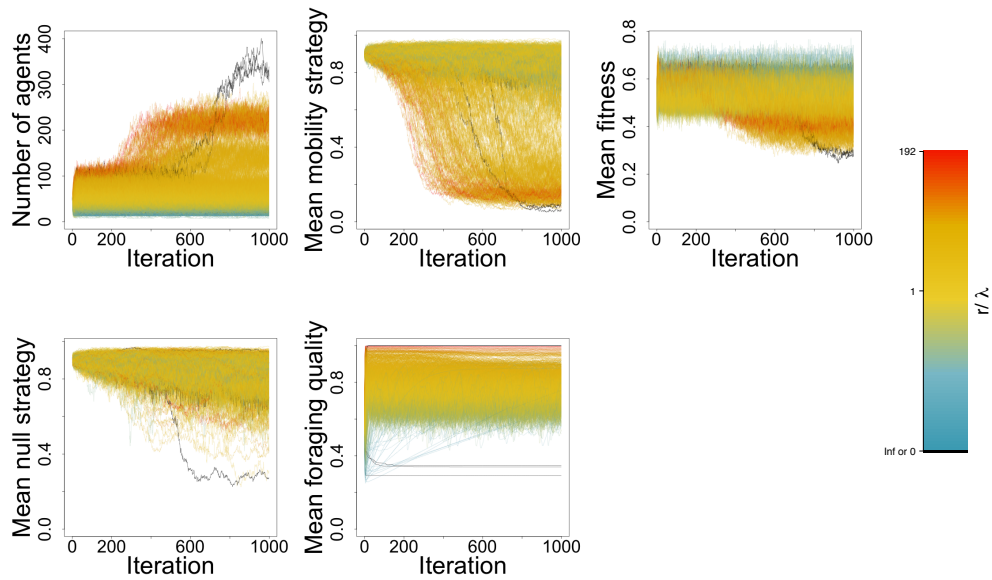 Number of agents
0 100 200 300 400
0 200 600 1000
Iteration
Mean mobility strategy
0.0 0.4 0.8
0 200 600 1000
Iteration
Mean fitness
0.0 0.2 0.4 0.6 0.8
0 200 600 1000
Iteration
Mean null strategy
0.0 0.4 0.8
0 200 600 1000
Iteration
Mean foraging quality
0.0 0.4 0.8
0 200 600 1000
Iteration
192
1
Inf or 0
r/ λ